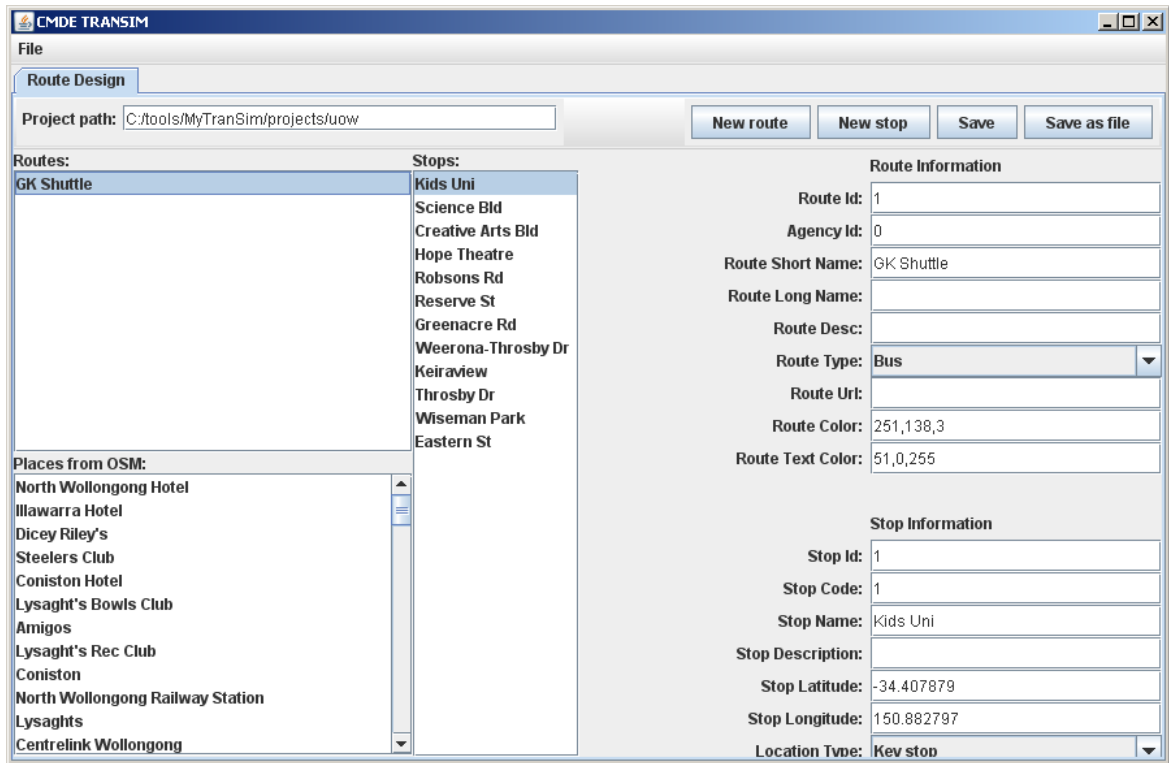 CMDE TRANSIM
File
Route Design
Project path: C:/tools/MyTranSim/projects/uow
New route New stop Save Save as file
Routes:
GK Shuttle
Places from OSM:
North Wollongong Hotel
Illawarra Hotel
Dicey Riley's
Steelers Club
Coniston Hotel
Lysaght's Bowls Club
Amigos
Lysaght's Rec Club
Coniston
North Wollongong Railway Station
Lysaghts
Centrelink Wollongong
Stops:
Kids Uni
Science Bld
Creative Arts Bld
Hope Theatre
Robsons Rd
Reserve St
Greenacre Rd
Weerona-Throsby Dr
Keiraview
Throsby Dr
Wiseman Park
Eastern St
Route Information
Route Id: 1
Agency Id: 0
Route Short Name: GK Shuttle
Route Long Name:
Route Desc:
Route Type: Bus
Route Url:
Route Color: 251,138,3
Route Text Color: 51,0,255
Stop Information
Stop Id: 1
Stop Code: 1
Stop Name: Kids Uni
Stop Description:
Stop Latitude: -34.407879
Stop Longitude: 150.882797
Location Type: Key stop